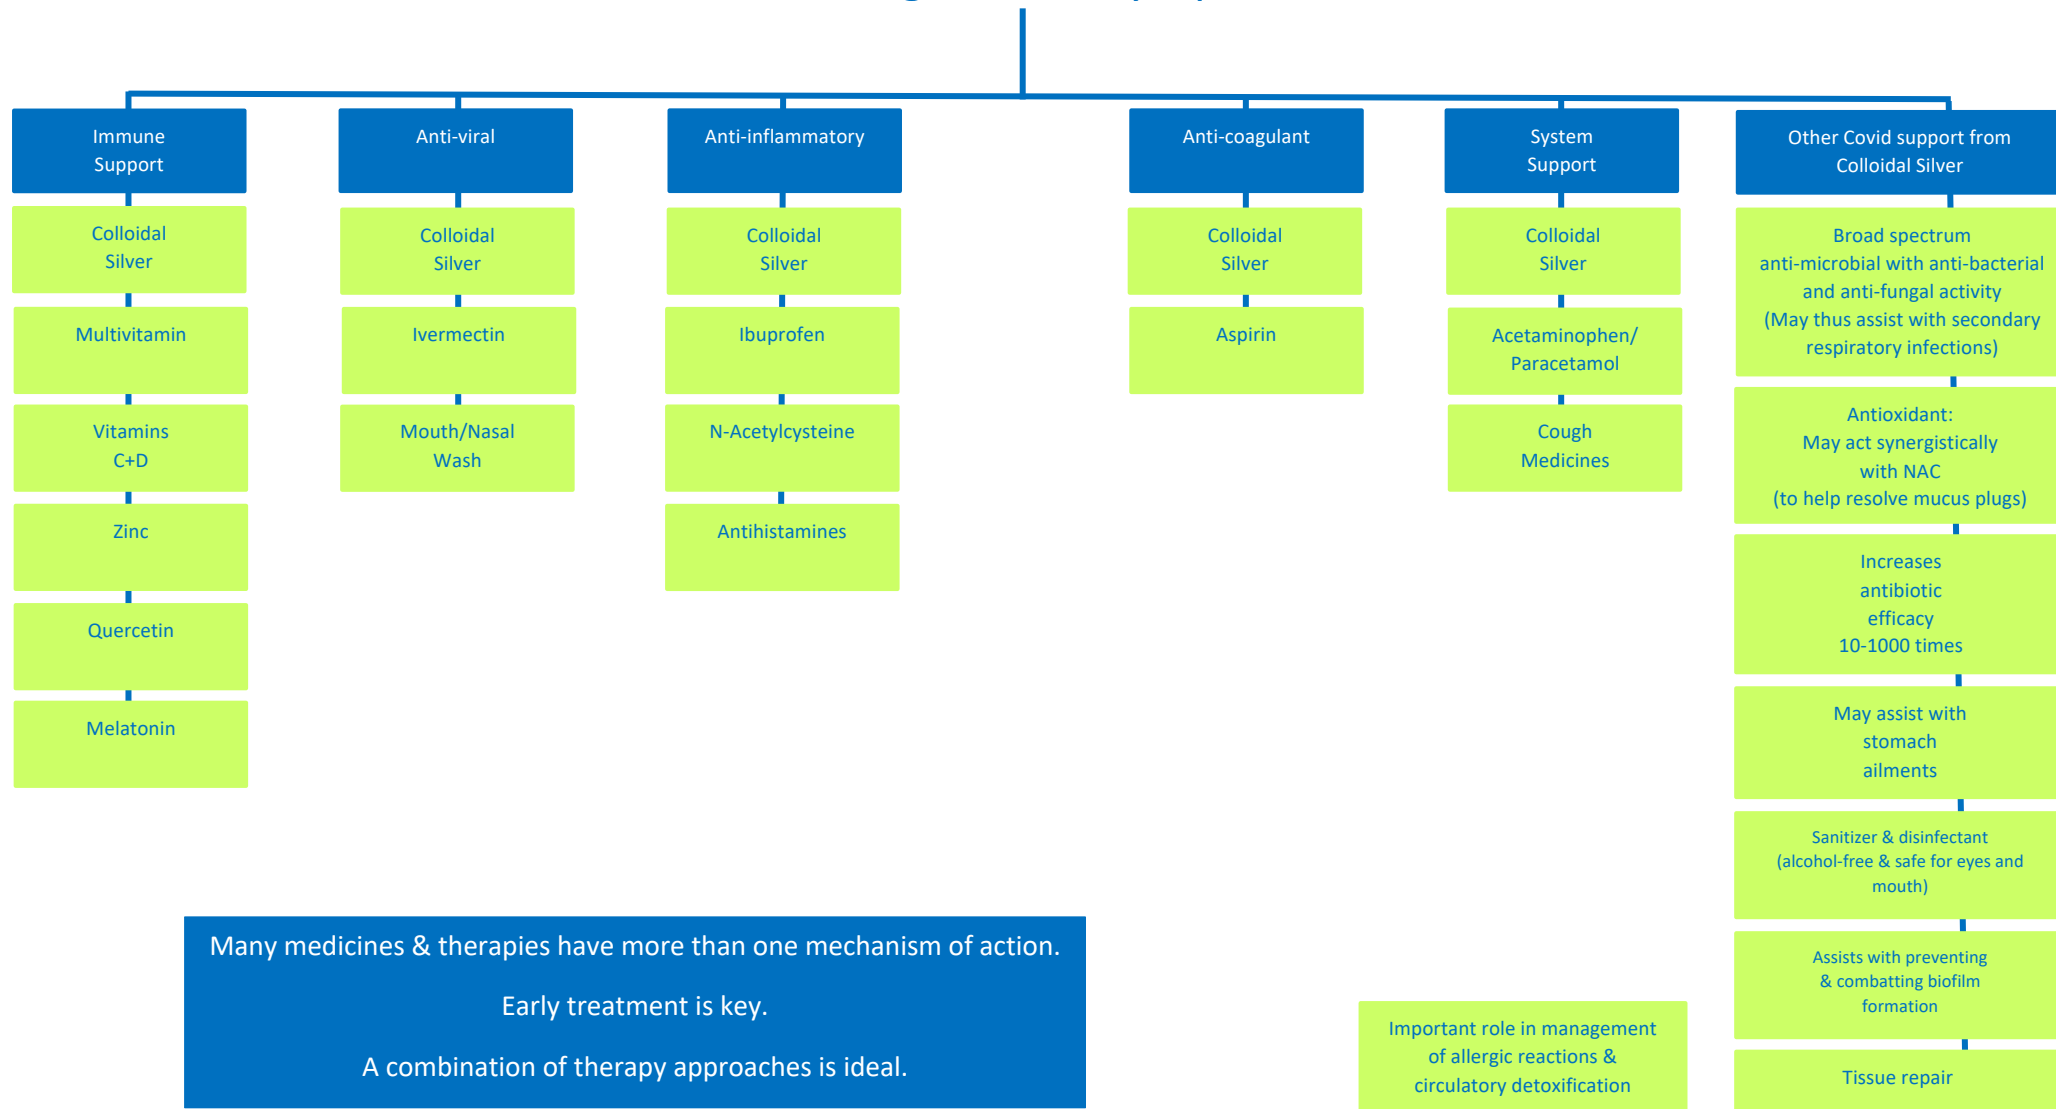 Immune
Support
Anti-viral
Anti-inflammatory
Anti-coagulant
System
Support
Other Covid support from
Colloidal Silver
Colloidal
Silver
Multivitamin
Vitamins
C+D
Zinc
Quercetin
Melatonin
Colloidal
Silver
Ivermectin
Mouth/Nasal
Wash
Colloidal
Silver
Ibuprofen
N-Acetylcysteine
Antihistamines
Colloidal
Silver
Aspirin
Colloidal
Silver
Acetaminophen/
Paracetamol
Cough
Medicines
Broad spectrum
anti-microbial with anti-bacterial
and anti-fungal activity
(May thus assist with secondary
respiratory infections)
Antioxidant:
May act synergistically
with NAC
(to help resolve mucus plugs)
Increases
antibiotic
efficacy
10-1000 times
May assist with
stomach
ailments
Sanitizer & disinfectant
(alcohol-free & safe for eyes and
mouth)
Assists with preventing
& combatting biofilm
formation
Tissue repair
Many medicines & therapies have more than one mechanism of action.
Early treatment is key.
A combination of therapy approaches is ideal.
Important role in management
of allergic reactions &
circulatory detoxification